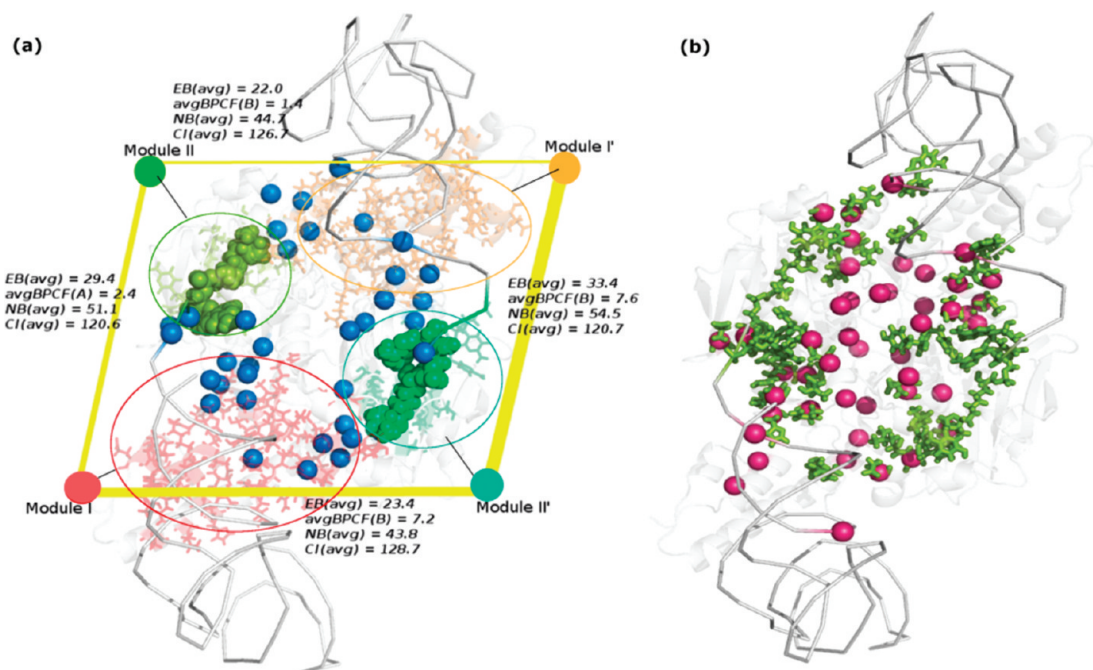 (a)
(b)
EB(avg) = 22.0
avgBPCF(B) = 1.4
NB(avg) = 44.7
CI(avg) = 126.7
Module II
Module I'
EB(avg) = 29.4
avgBPCF(A) = 2.4
NB(avg) = 51.1
CI(avg) = 120.6
EB(avg) = 33.4
avgBPCF(B) = 7.6
NB(avg) = 54.5
CI(avg) = 120.7
Module I
Module II'
EB(avg) = 23.4
avgBPCF(B) = 7.2
NB(avg) = 43.8
CI(avg) = 128.7